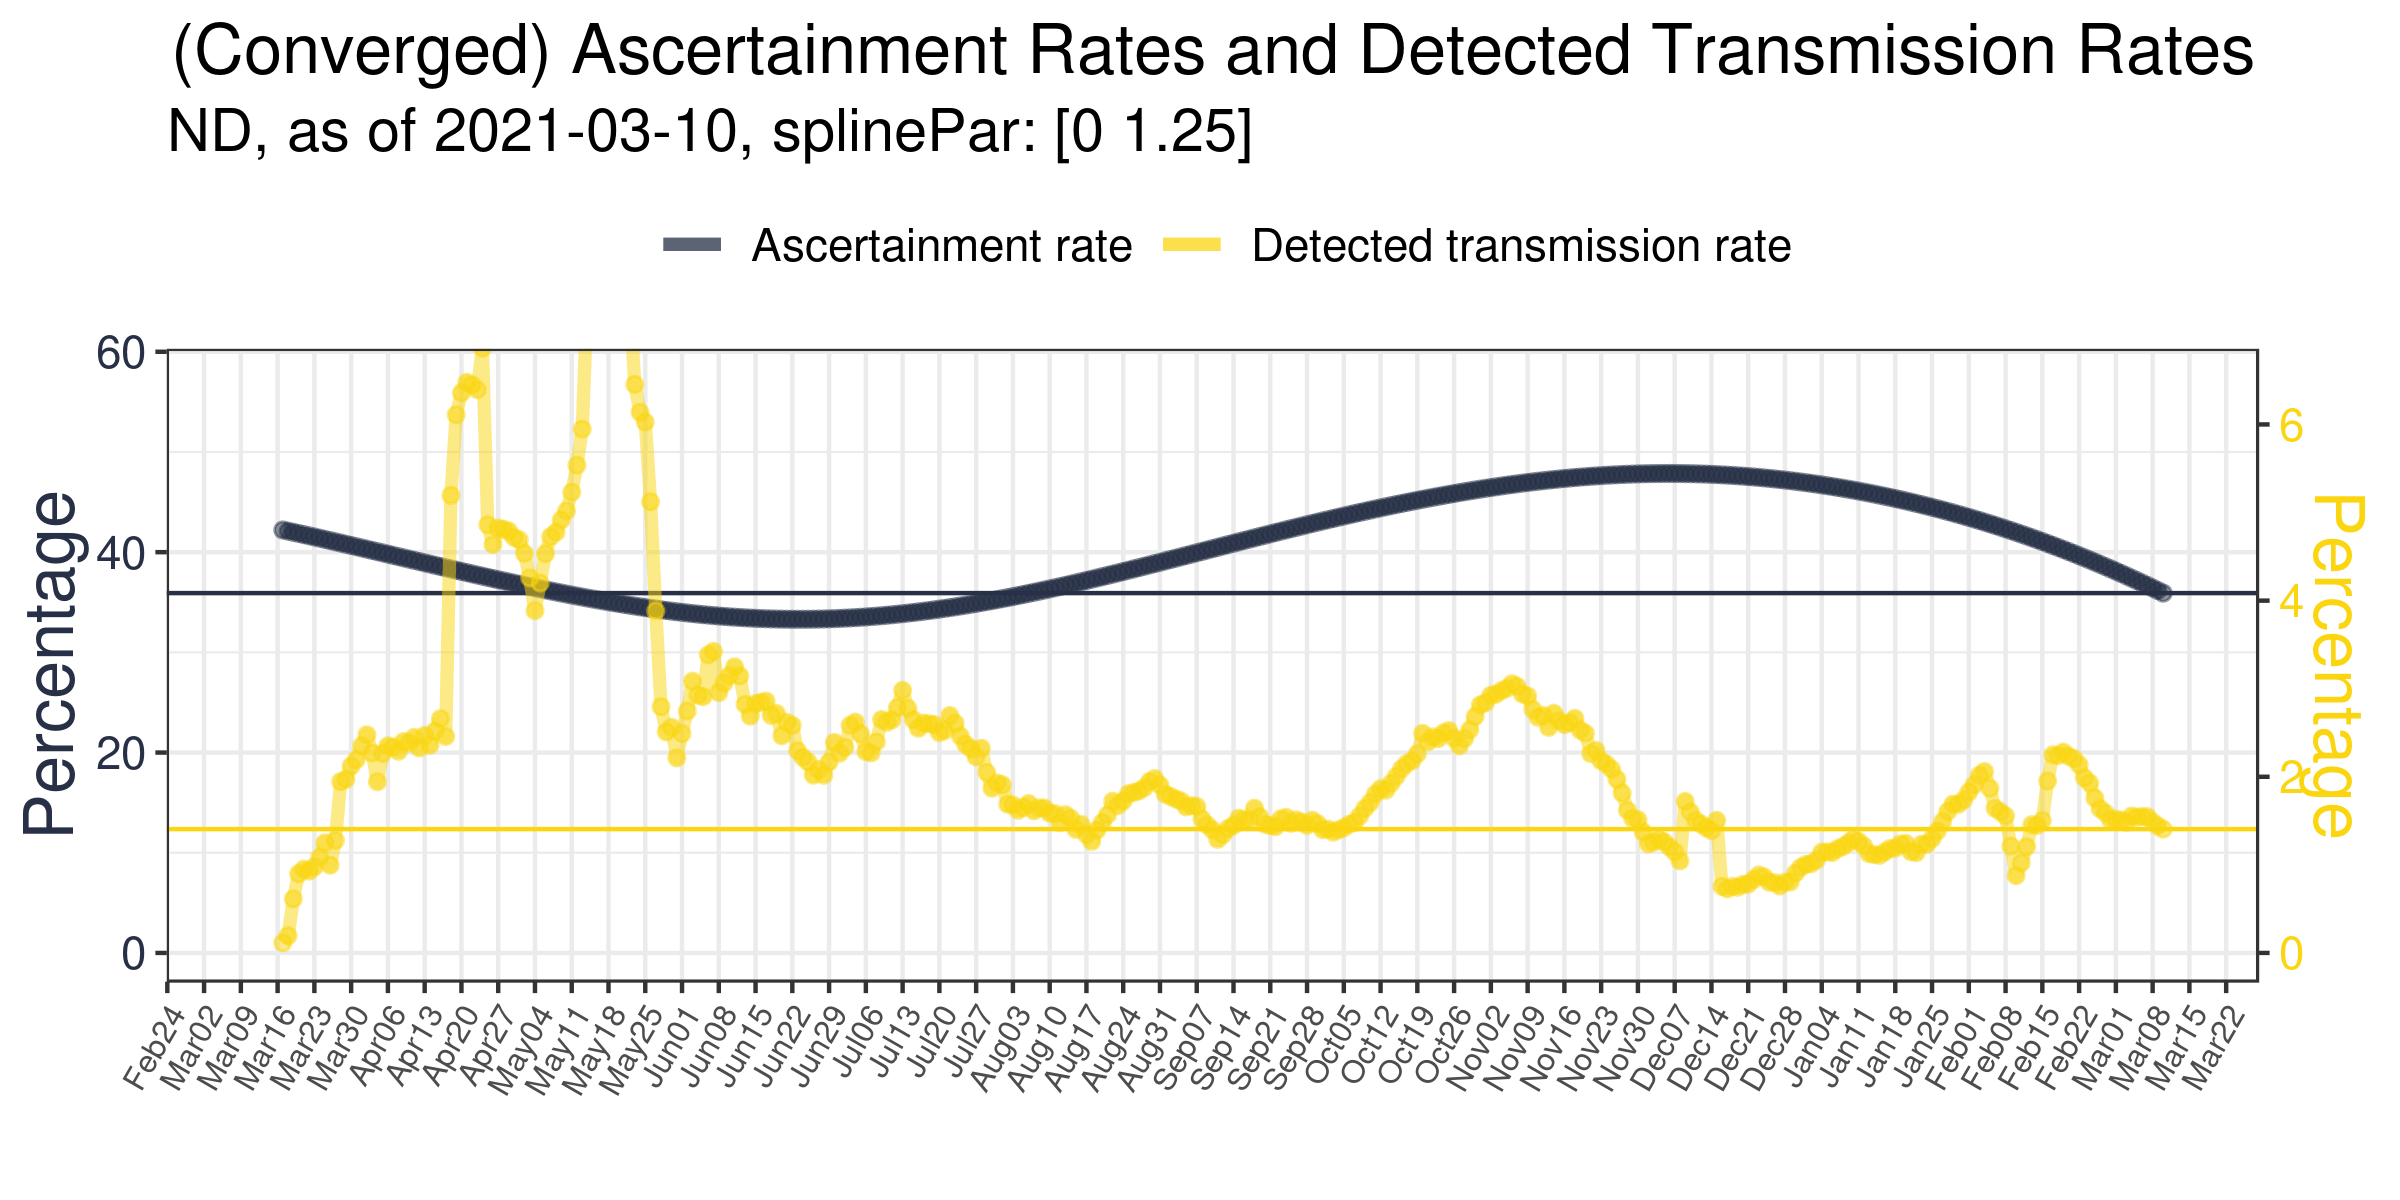 (Converged) Ascertainment Rates and Detected Transmission Rates
ND, as of 2021-03-10, splinePar: [0 1.25]
Ascertainment rate Detected transmission rate
Percentage
60
40
20
0
6
4
2
0
Percentage
Feb24 Mar02 Mar09 Mar16 Mar23 Mar30 Apr06 Apr13 Apr20 Apr27 May04 May11 May18 May25 Jun01 Jun08 Jun15 Jun22 Jun29 Jul06 Jul13 Jul20 Jul27 Aug03 Aug10 Aug17 Aug24 Aug31 Sep07 Sep14 Sep21 Sep28 Oct05 Oct12 Oct19 Oct26 Nov02 Nov09 Nov16 Nov23 Nov30 Dec07 Dec14 Dec21 Dec28 Jan04 Jan11 Jan18 Jan25 Feb01 Feb08 Feb15 Feb22 Mar01 Mar08 Mar15 Mar22